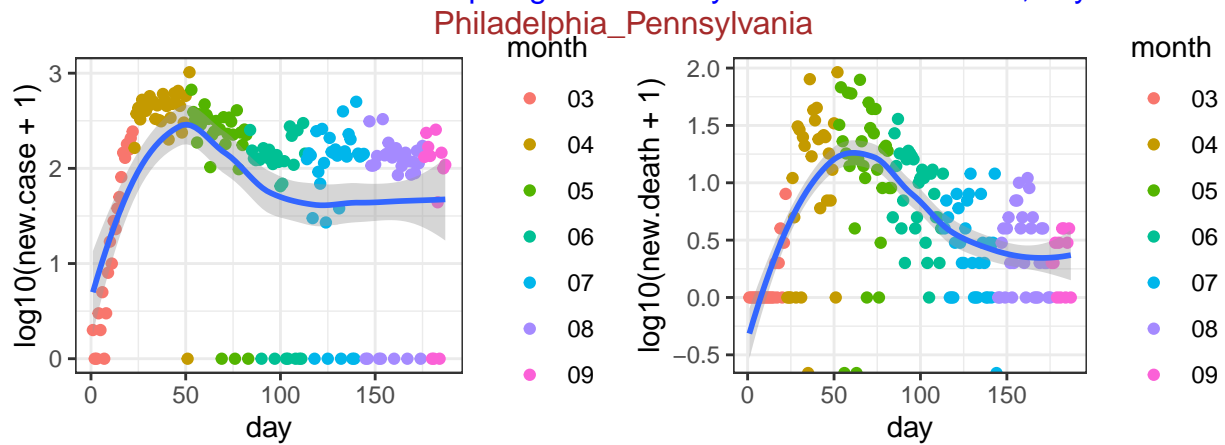 Philadelphia_Pennsylvania
month
03
04
05
06
07
08
09
log10(new.case + 1)
3
2
1
0
0 50 100 150
day
month
03
04
05
06
07
08
09
log10(new.death + 1)
2.0
1.5
1.0
0.5
0.0
−0.5
0 50 100 150
day